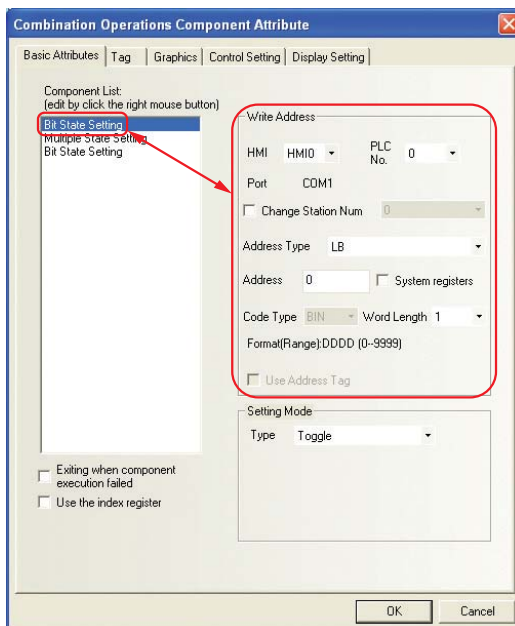 Combination Operations Component Attribute
Basic Attributes Tag Graphics Control Setting Display Setting
Component List:
(edit by click the right mouse button)
Bit State Setting
Multiple State Setting
Bit State Setting
Exiting when component
execution failed
Use the index register
Write Address
HMI HMI0 PLC No. 0
Port COM1
Change Station Num 0
Address Type LB
Address 0 System registers
Code Type BIN Word Length 1
Format(Range):DDDD (0--9999)
Use Address Tag
Setting Mode
Type Toggle
OK Cancel